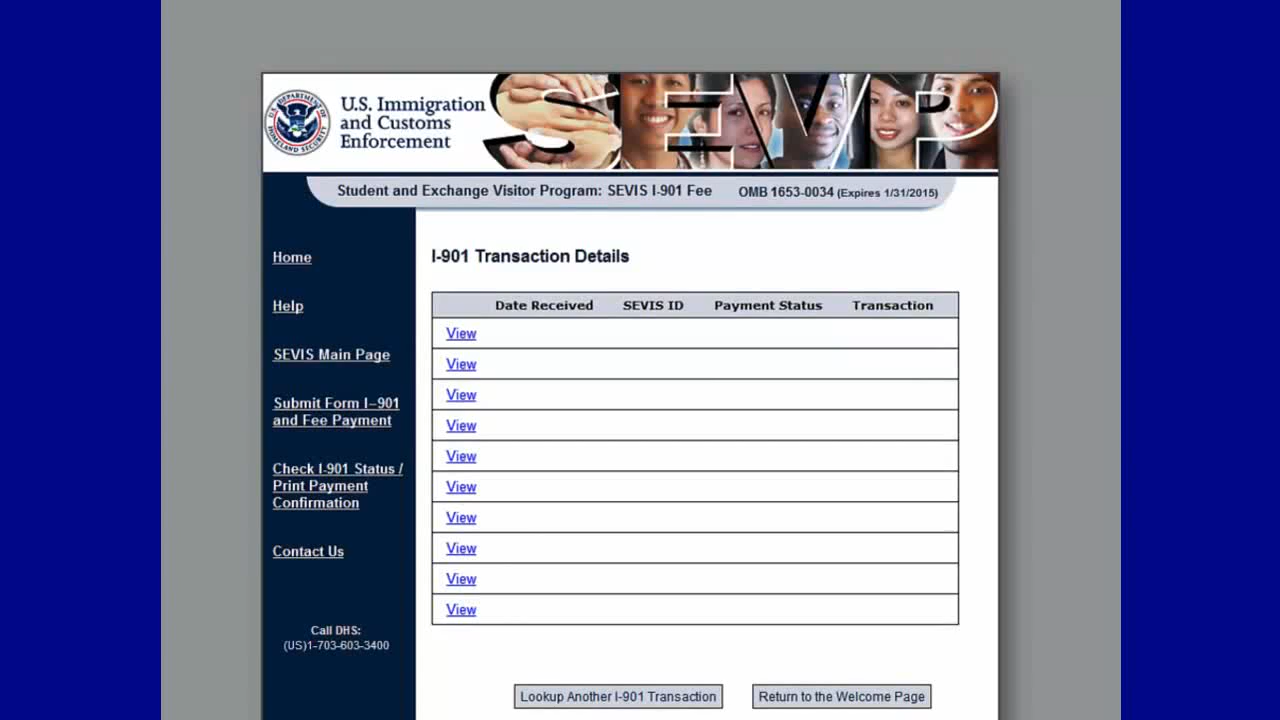 U.S. Immigration
and Customs
Enforcement
SEVP
Student and Exchange Visitor Program: SEVIS I-901 Fee OMB 1653-0034 (Expires 1/31/2015)
Home
Help
SEVIS Main Page
Submit Form I–901
and Fee Payment
Check I-901 Status /
Print Payment
Confirmation
Contact Us
Call DHS:
(US)1-703-603-3400
I-901 Transaction Details
Date Received SEVIS ID Payment Status Transaction
View
View
View
View
View
View
View
View
View
View
Lookup Another I-901 Transaction Return to the Welcome Page